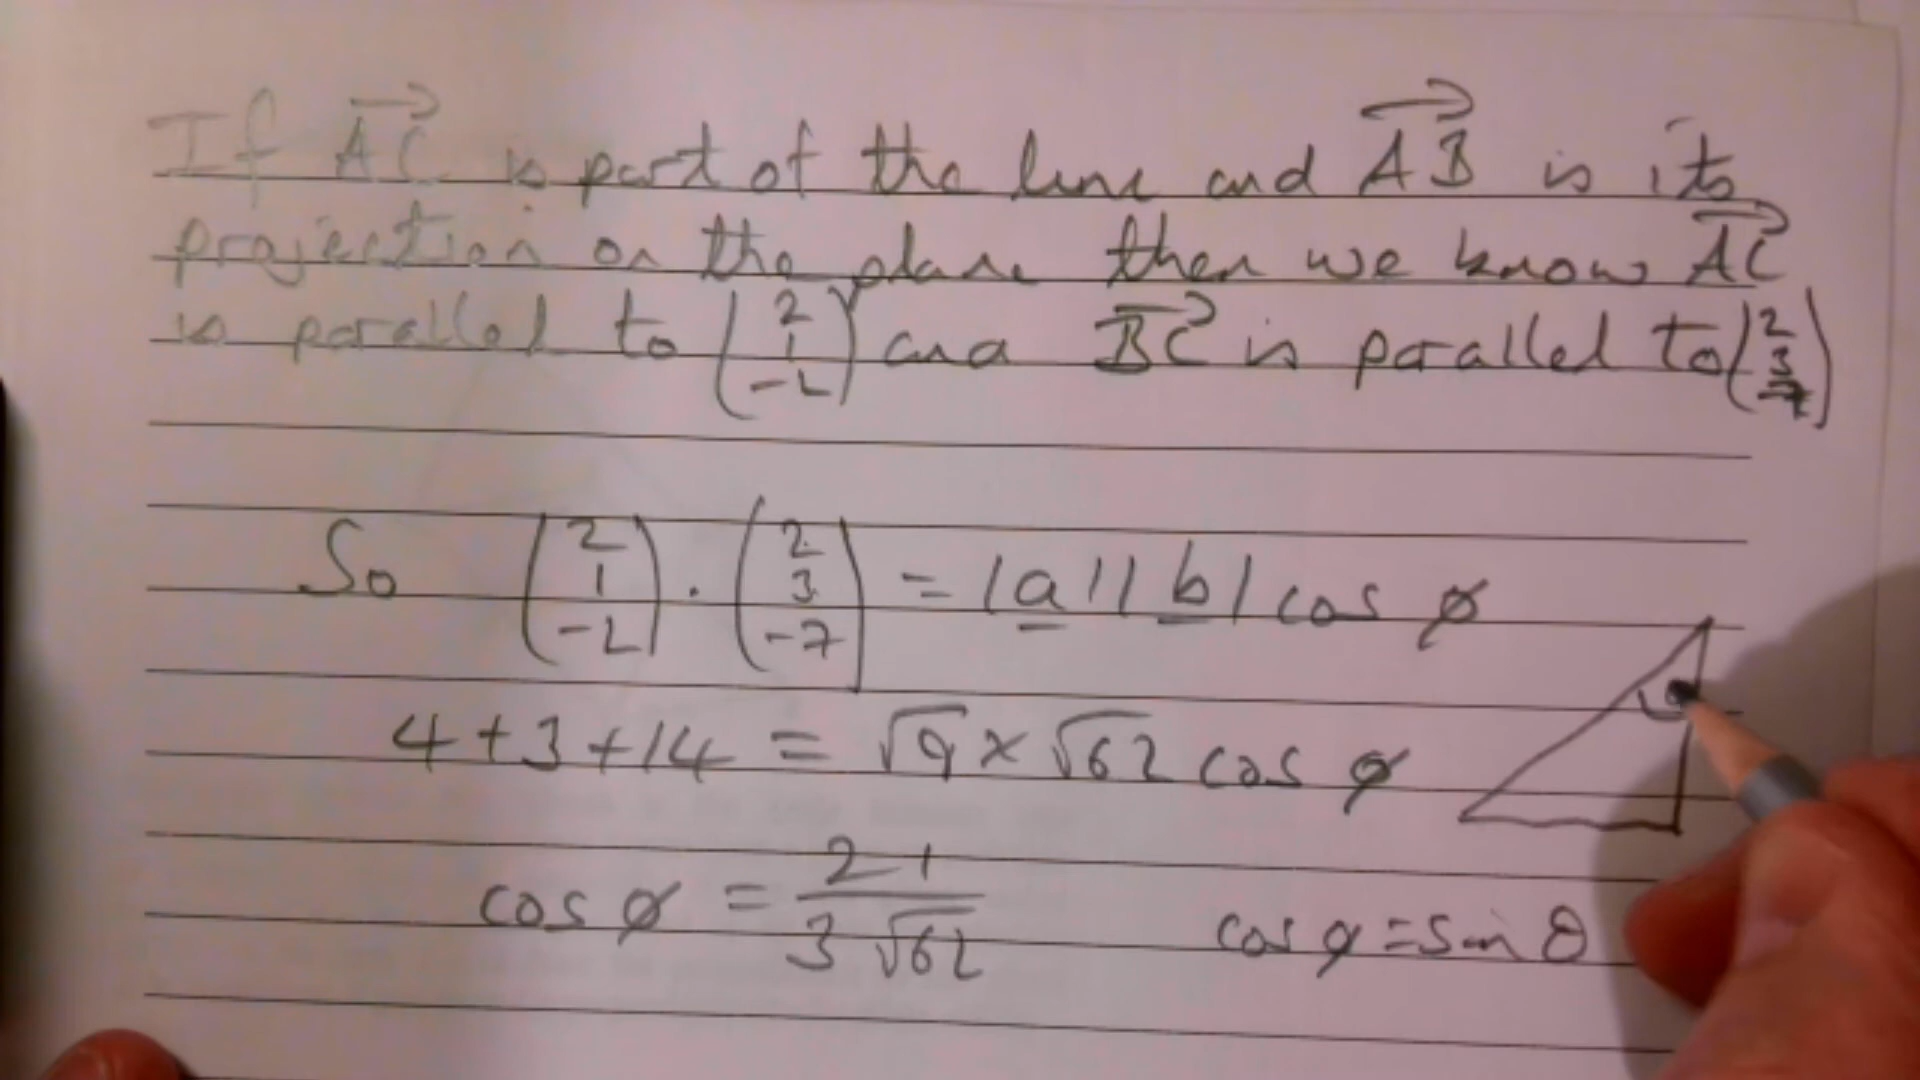 If AC is part of the line and AB is its
projection on the plane then we know AC
is parallel to (2 1 -2) and BC is parallel to (2 3 -7)
So (2 1 -2) . (2 3 -7) = |a||b| cos ø
4+3+14 = √9 × √62 cos ø
cos ø = 21 / 3√62
cos ø = sin θ